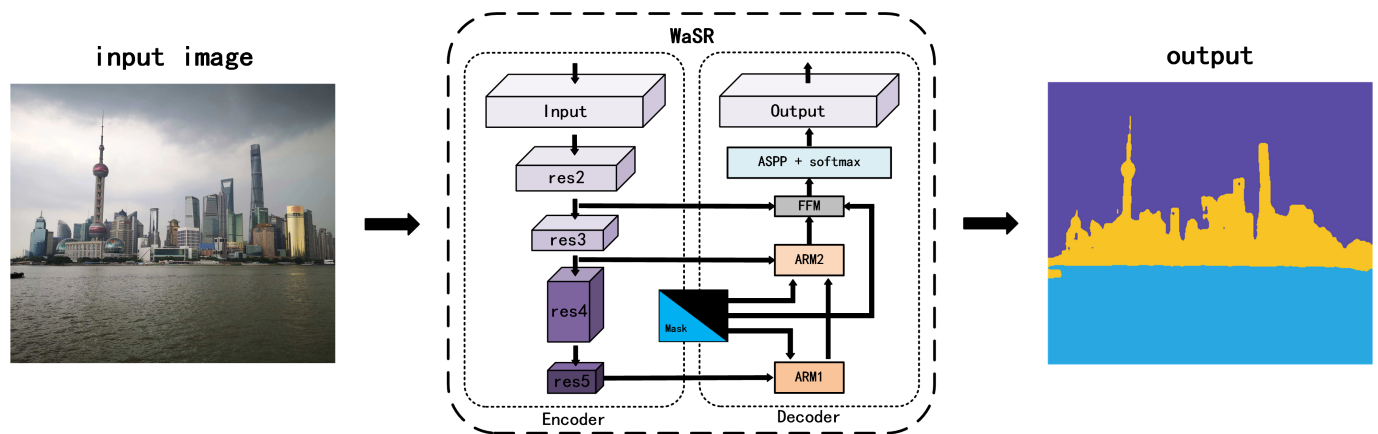 input image
WaSR
output
Input
Output
res2
ASPP + softmax
res3
FFM
ARM2
res4
Mask
res5
ARM1
Encoder
Decoder